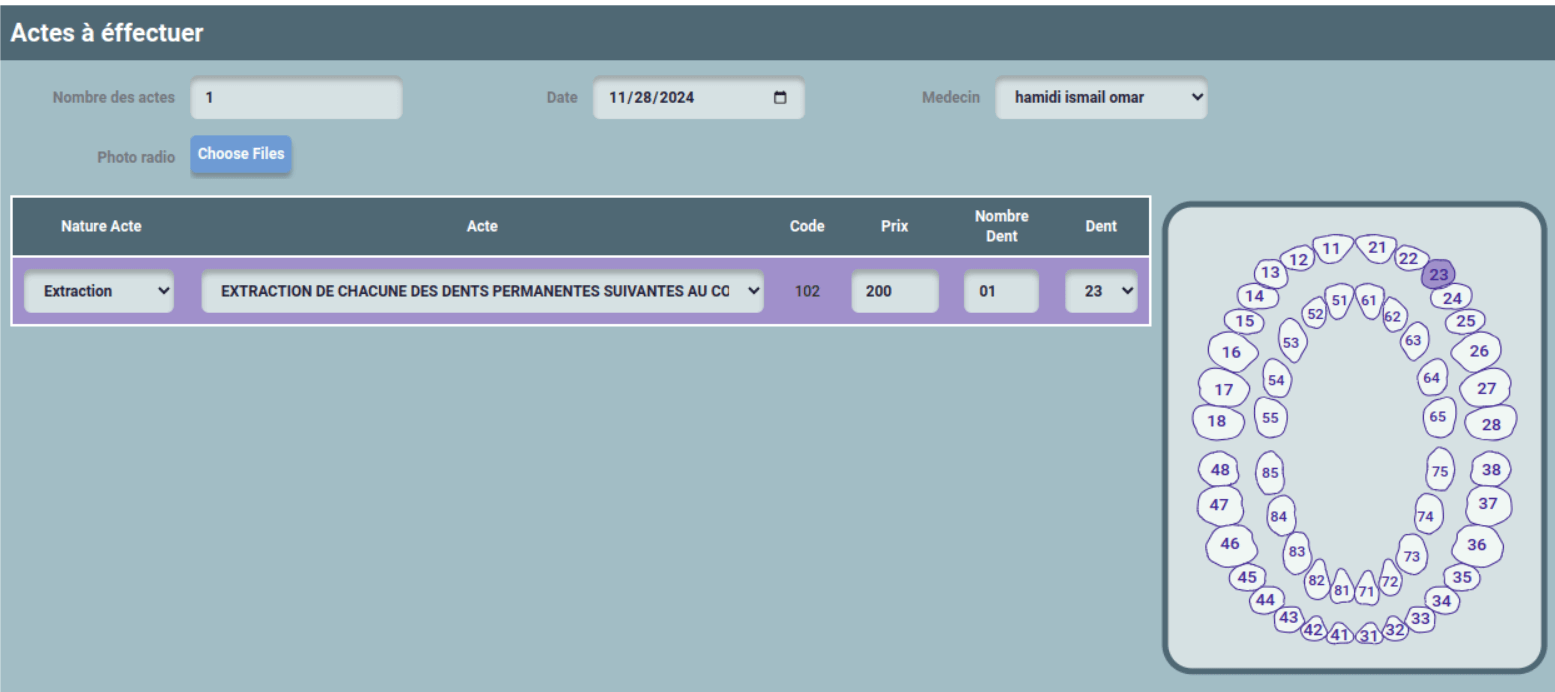 Actes à éffectuer
Nombre des actes 1 Date 11/28/2024 Medecin hamidi ismail omar
Photo radio Choose Files
Nature Acte Acte Code Prix Nombre Dent Dent
Extraction EXTRACTION DE CHACUNE DES DENTS PERMANENTES SUIVANTES AU CO 102 200 01 23
11 21
12 22
13 23
14 24
51 61
52 62
15 25
53 63
16 26
54 64
17 27
55 65
18 28
48 85 75 38
47 37
84 74
46 36
83 73
45 82 81 71 72 35
44 34
43 33
42 41 31 32